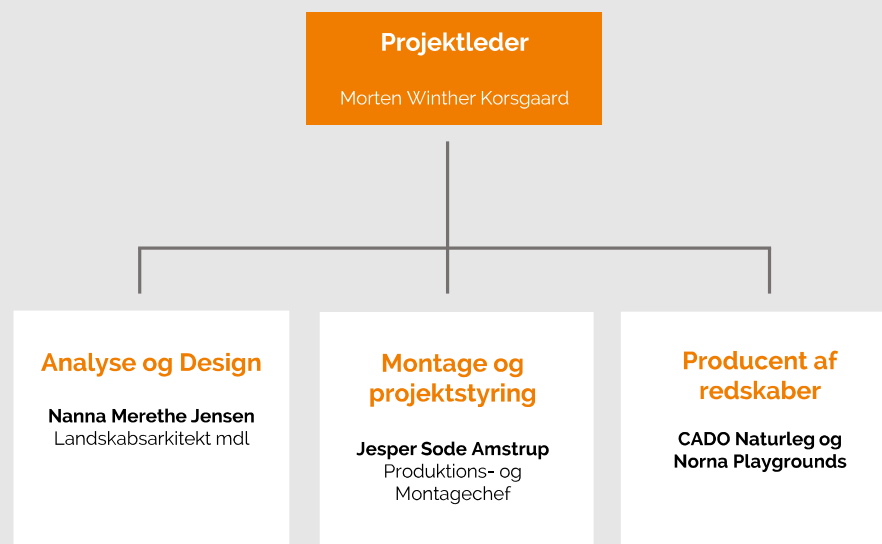 Projektleder
Morten Winther Korsgaard
Analyse og Design
Nanna Merethe Jensen
Landskabsarkitekt mdl
Montage og
projektstyring
Jesper Sode Amstrup
Produktions- og
Montagechef
Producent af
redskaber
CADO Naturleg og
Norna Playgrounds